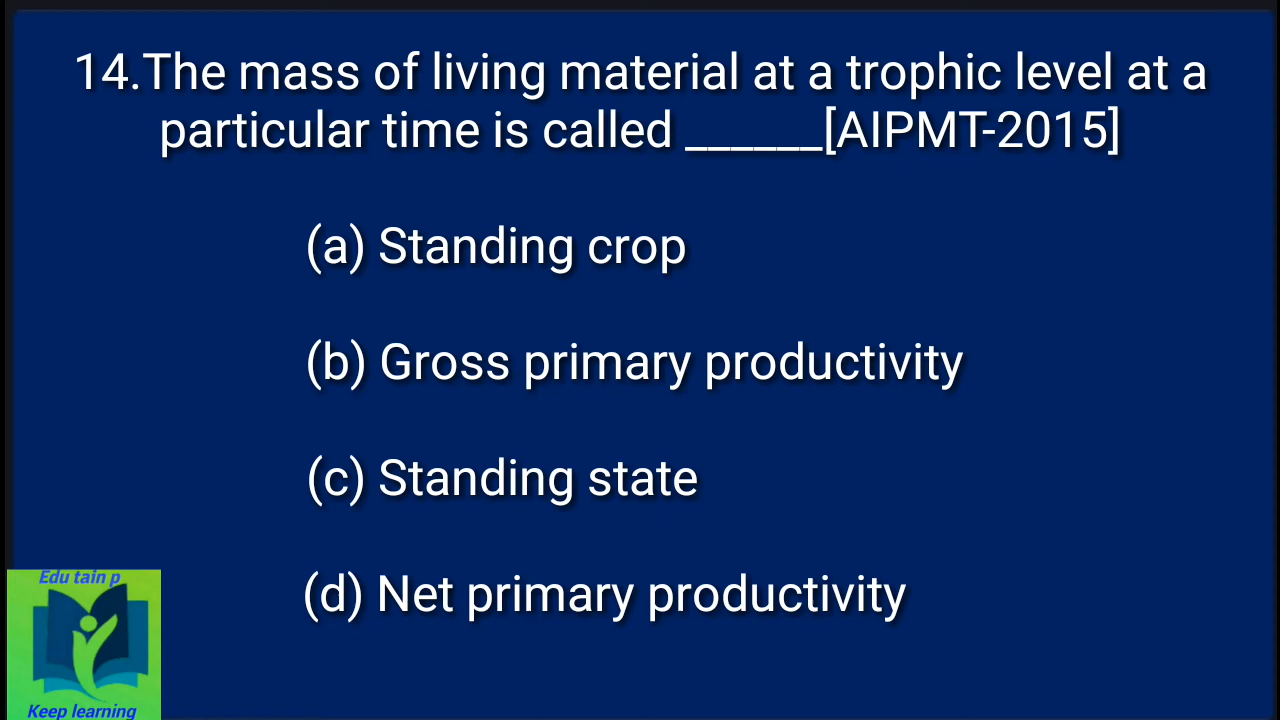 14.The mass of living material at a trophic level at a
particular time is called ______[AIPMT-2015]
(a) Standing crop
(b) Gross primary productivity
(c) Standing state
(d) Net primary productivity
Edu tain p
Keep learning